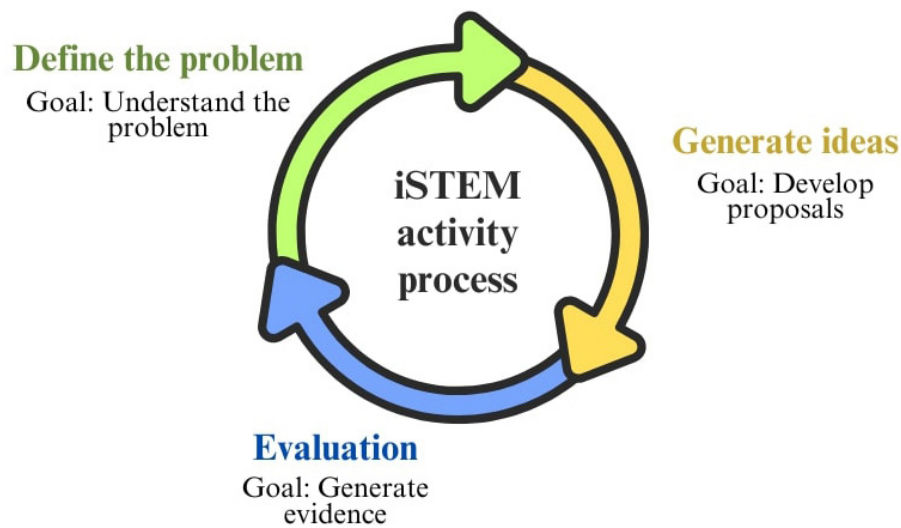 Define the problem
Goal: Understand the
problem
Generate ideas
Goal: Develop
proposals
iSTEM
activity
process
Evaluation
Goal: Generate
evidence